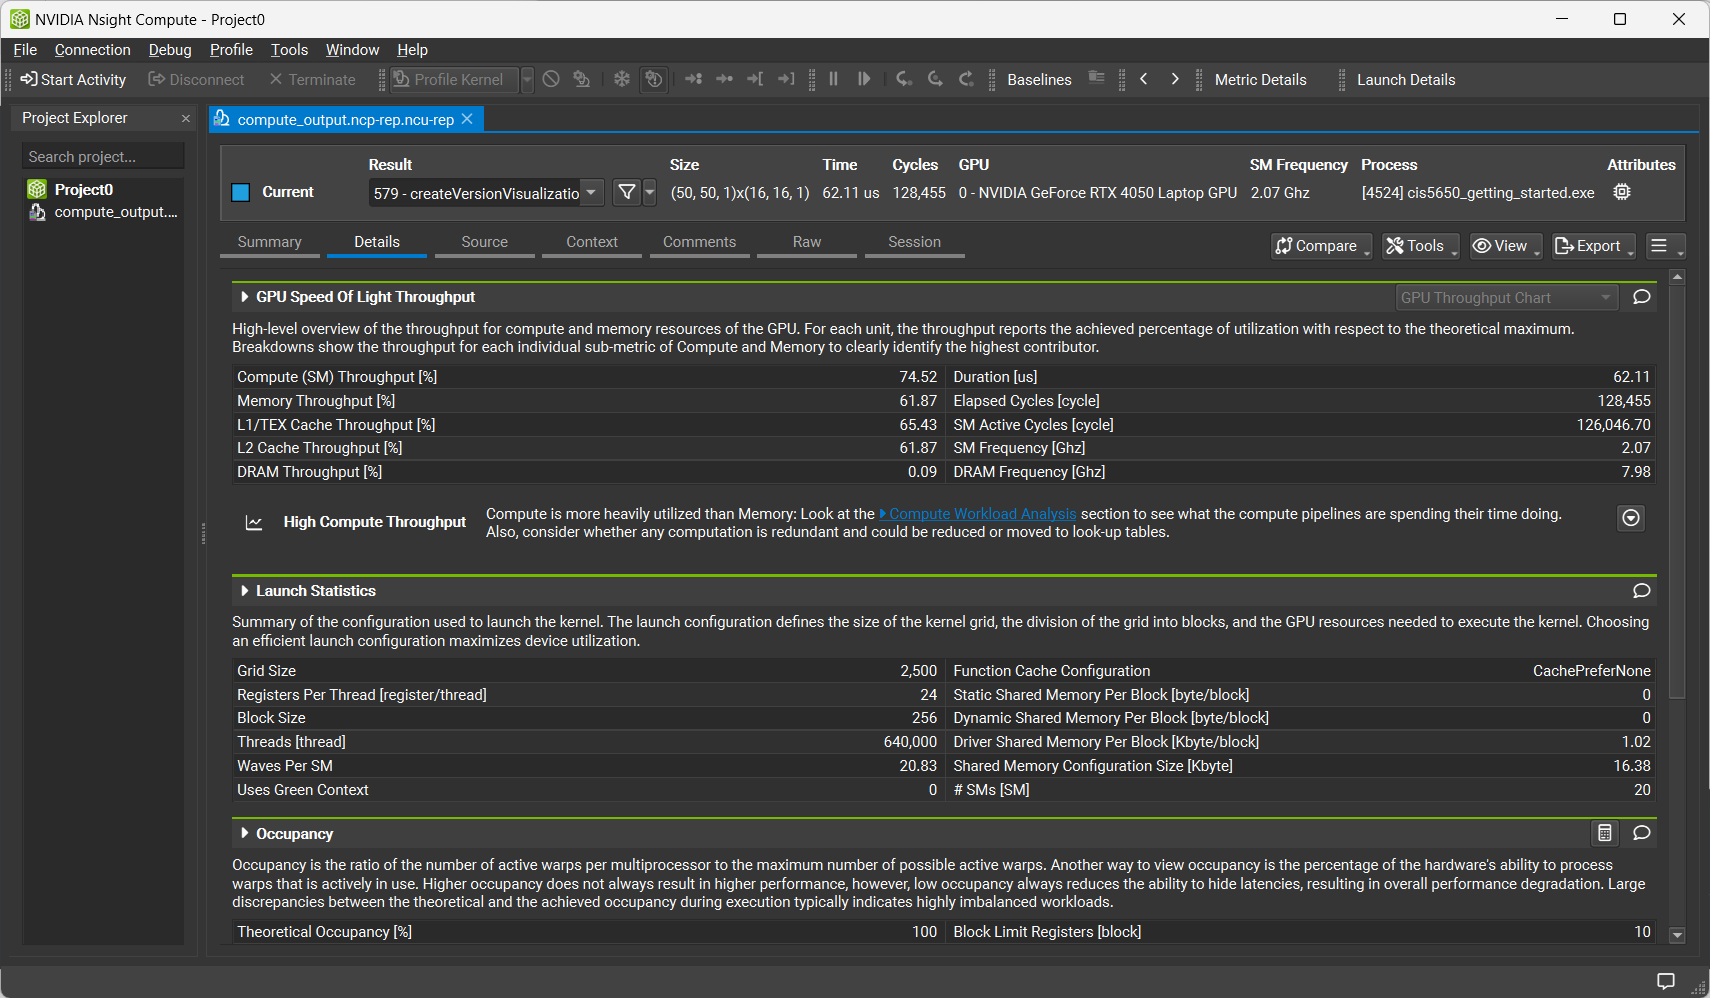 NVIDIA Nsight Compute - Project0
File Connection Debug Profile Tools Window Help
Start Activity Disconnect Terminate Profile Kernel Baselines Metric Details Launch Details
Project Explorer
Search project...
Project0
compute_output....
compute_output.ncp-rep.ncu-rep
Result Size Time Cycles GPU SM Frequency Process Attributes
Current 579 - createVersionVisualizatio (50, 50, 1)x(16, 16, 1) 62.11 us 128,455 0 - NVIDIA GeForce RTX 4050 Laptop GPU 2.07 Ghz [4524] cis5650_getting_started.exe
Summary Details Source Context Comments Raw Session
Compare Tools View Export
GPU Speed Of Light Throughput GPU Throughput Chart
High-level overview of the throughput for compute and memory resources of the GPU. For each unit, the throughput reports the achieved percentage of utilization with respect to the theoretical maximum.
Breakdowns show the throughput for each individual sub-metric of Compute and Memory to clearly identify the highest contributor.
Compute (SM) Throughput [%] 74.52 Duration [us] 62.11
Memory Throughput [%] 61.87 Elapsed Cycles [cycle] 128,455
L1/TEX Cache Throughput [%] 65.43 SM Active Cycles [cycle] 126,046.70
L2 Cache Throughput [%] 61.87 SM Frequency [Ghz] 2.07
DRAM Throughput [%] 0.09 DRAM Frequency [Ghz] 7.98
High Compute Throughput
Compute is more heavily utilized than Memory: Look at the Compute Workload Analysis section to see what the compute pipelines are spending their time doing.
Also, consider whether any computation is redundant and could be reduced or moved to look-up tables.
Launch Statistics
Summary of the configuration used to launch the kernel. The launch configuration defines the size of the kernel grid, the division of the grid into blocks, and the GPU resources needed to execute the kernel. Choosing
an efficient launch configuration maximizes device utilization.
Grid Size 2,500 Function Cache Configuration CachePreferNone
Registers Per Thread [register/thread] 24 Static Shared Memory Per Block [byte/block] 0
Block Size 256 Dynamic Shared Memory Per Block [byte/block] 0
Threads [thread] 640,000 Driver Shared Memory Per Block [Kbyte/block] 1.02
Waves Per SM 20.83 Shared Memory Configuration Size [Kbyte] 16.38
Uses Green Context 0 # SMs [SM] 20
Occupancy
Occupancy is the ratio of the number of active warps per multiprocessor to the maximum number of possible active warps. Another way to view occupancy is the percentage of the hardware's ability to process
warps that is actively in use. Higher occupancy does not always result in higher performance, however, low occupancy always reduces the ability to hide latencies, resulting in overall performance degradation. Large
discrepancies between the theoretical and the achieved occupancy during execution typically indicates highly imbalanced workloads.
Theoretical Occupancy [%] 100 Block Limit Registers [block] 10